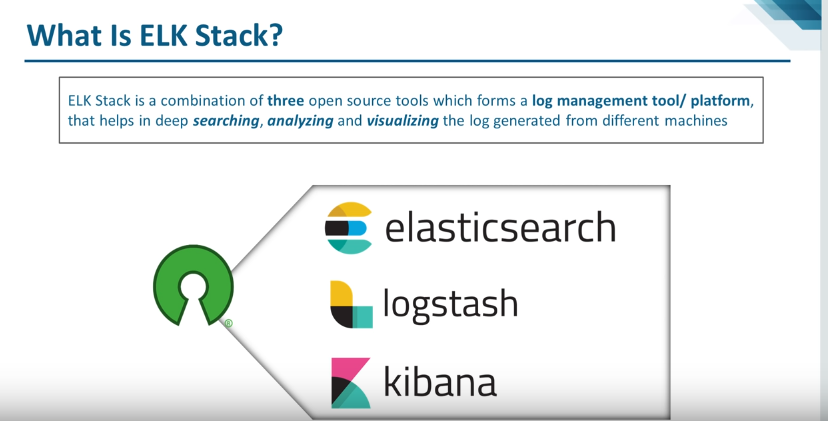 What Is ELK Stack?
ELK Stack is a combination of three open source tools which forms a log management tool/ platform,
that helps in deep searching, analyzing and visualizing the log generated from different machines
elasticsearch
logstash
®
kibana